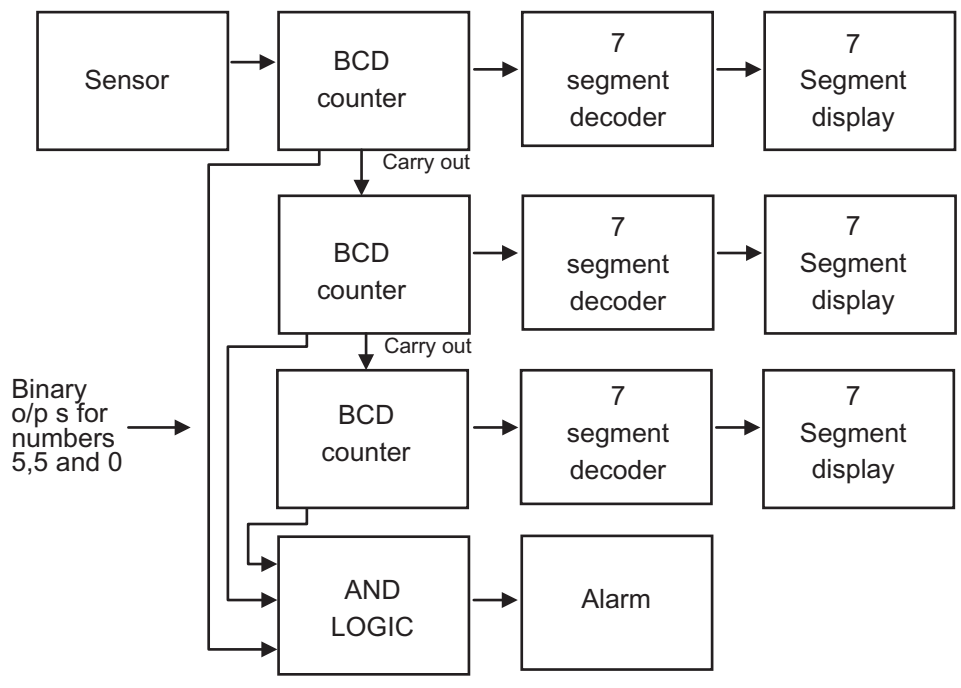 Sensor
BCD
counter
7
segment
decoder
7
Segment
display
Carry out
BCD
counter
7
segment
decoder
7
Segment
display
Carry out
Binary
o/p s for
numbers
5,5 and 0
BCD
counter
7
segment
decoder
7
Segment
display
AND
LOGIC
Alarm